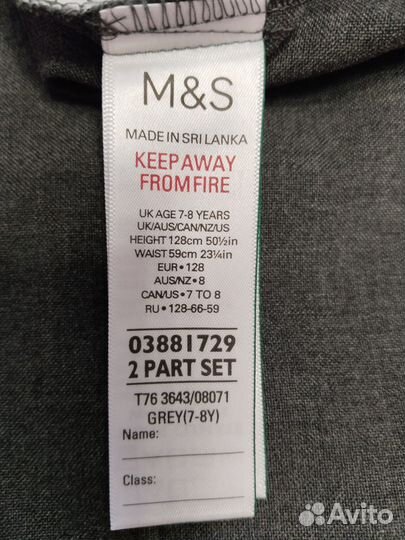 M&S
MADE IN SRI LANKA
KEEP AWAY
FROM FIRE
UK AGE 7-8 YEARS
UK/AUS/CAN/NZ/US
HEIGHT 128cm 50½in
WAIST 59cm 23¼in
EUR • 128
AUS/NZ • 8
CAN/US • 7 TO 8
RU • 128-66-59
03881729
2 PART SET
T76 3643/08071
GREY(7-8Y)
Name:
Class:
Avito